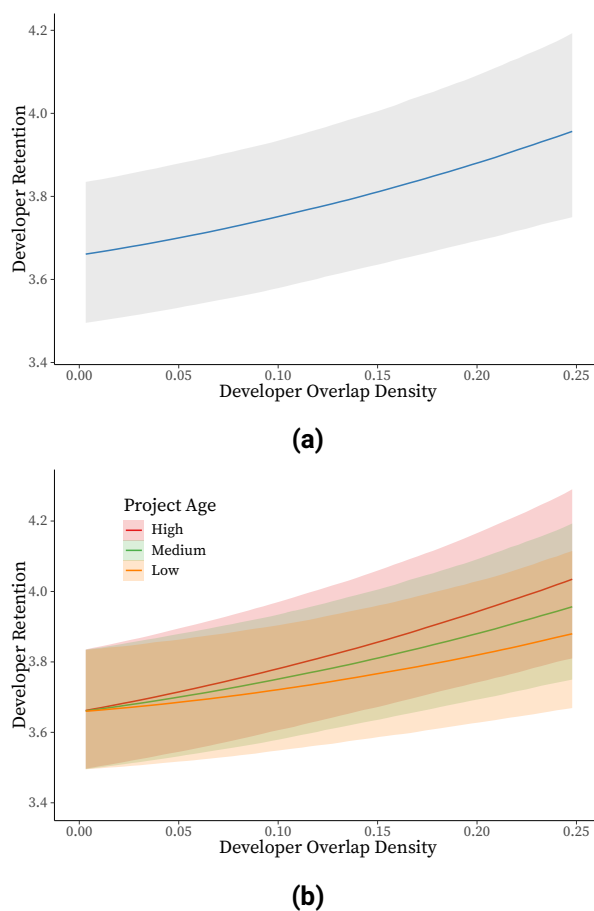 4.2
4.0
3.8
3.6
3.4
Developer Retention
0.00 0.05 0.10 0.15 0.20 0.25
Developer Overlap Density
(a)
Project Age
High
Medium
Low
4.2
4.0
3.8
3.6
3.4
Developer Retention
0.00 0.05 0.10 0.15 0.20 0.25
Developer Overlap Density
(b)